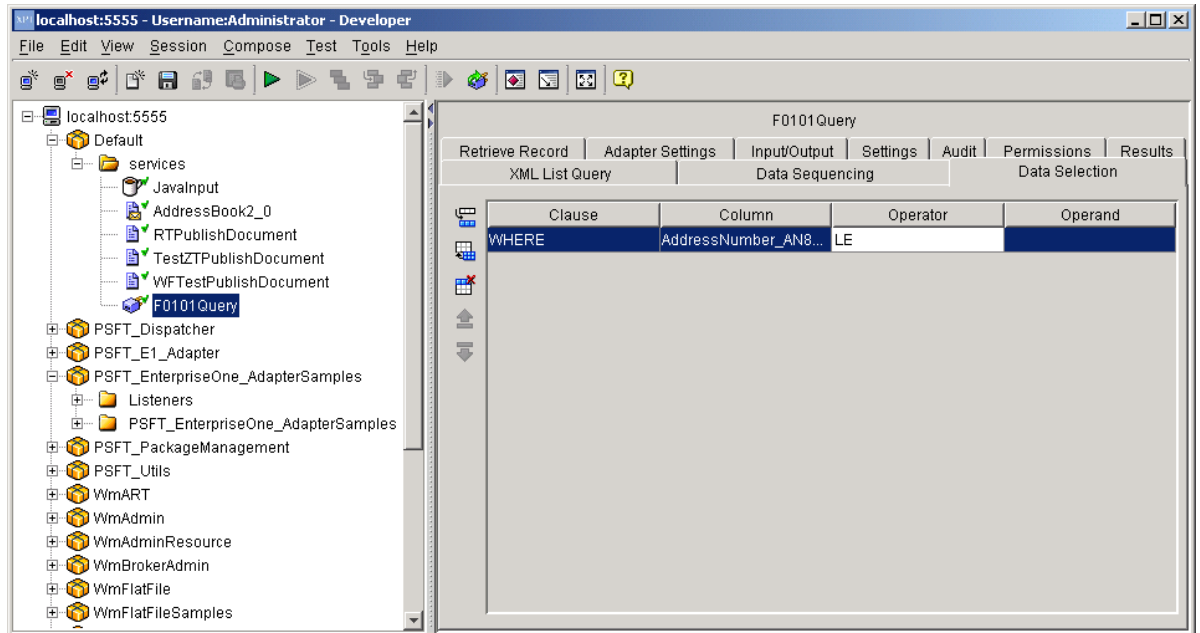 XPI localhost:5555 - Username:Administrator - Developer
File Edit View Session Compose Test Tools Help
localhost:5555
Default
services
JavaInput
AddressBook2_0
RTPublishDocument
TestZTPublishDocument
WFTestPublishDocument
F0101Query
PSFT_Dispatcher
PSFT_E1_Adapter
PSFT_EnterpriseOne_AdapterSamples
Listeners
PSFT_EnterpriseOne_AdapterSamples
PSFT_PackageManagement
PSFT_Utils
WmART
WmAdmin
WmAdminResource
WmBrokerAdmin
WmFlatFile
WmFlatFileSamples
F0101Query
Retrieve Record Adapter Settings Input/Output Settings Audit Permissions Results
XML List Query Data Sequencing Data Selection
Clause Column Operator Operand
WHERE AddressNumber_AN8... LE